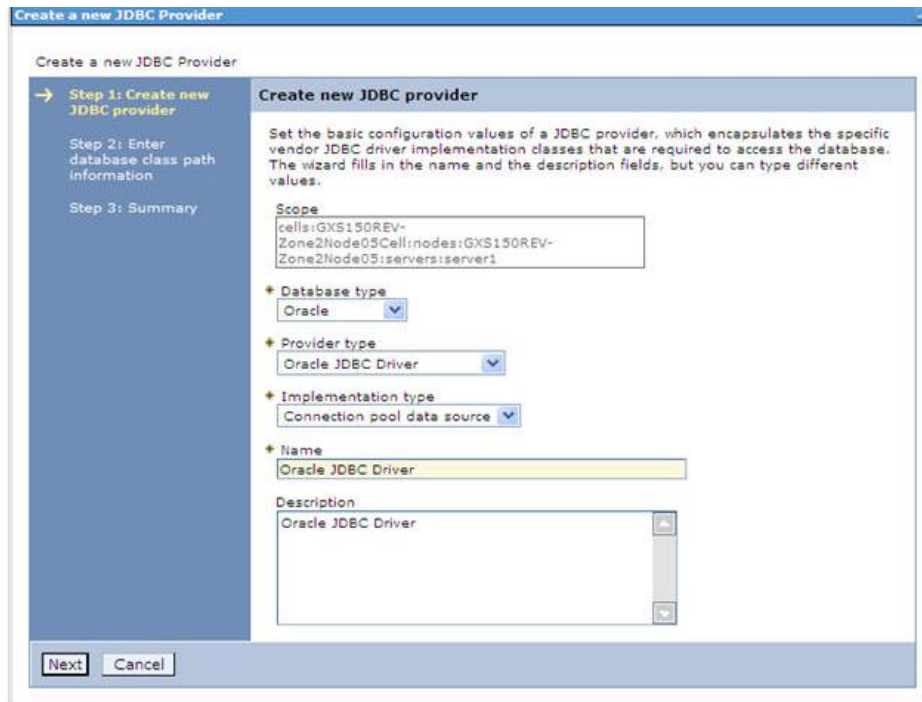 Create a new JDBC Provider
Create a new JDBC Provider
Step 1: Create new
JDBC provider
Step 2: Enter
database class path
information
Step 3: Summary
Create new JDBC provider
Set the basic configuration values of a JDBC provider, which encapsulates the specific
vendor JDBC driver implementation classes that are required to access the database.
The wizard fills in the name and the description fields, but you can type different
values.
Scope
cells:GXS150REV-
Zone2Node05Cell:nodes:GXS150REV-
Zone2Node05:servers:server1
* Database type
Oracle
* Provider type
Oracle JDBC Driver
* Implementation type
Connection pool data source
* Name
Oracle JDBC Driver
Description
Oracle JDBC Driver
Next
Cancel